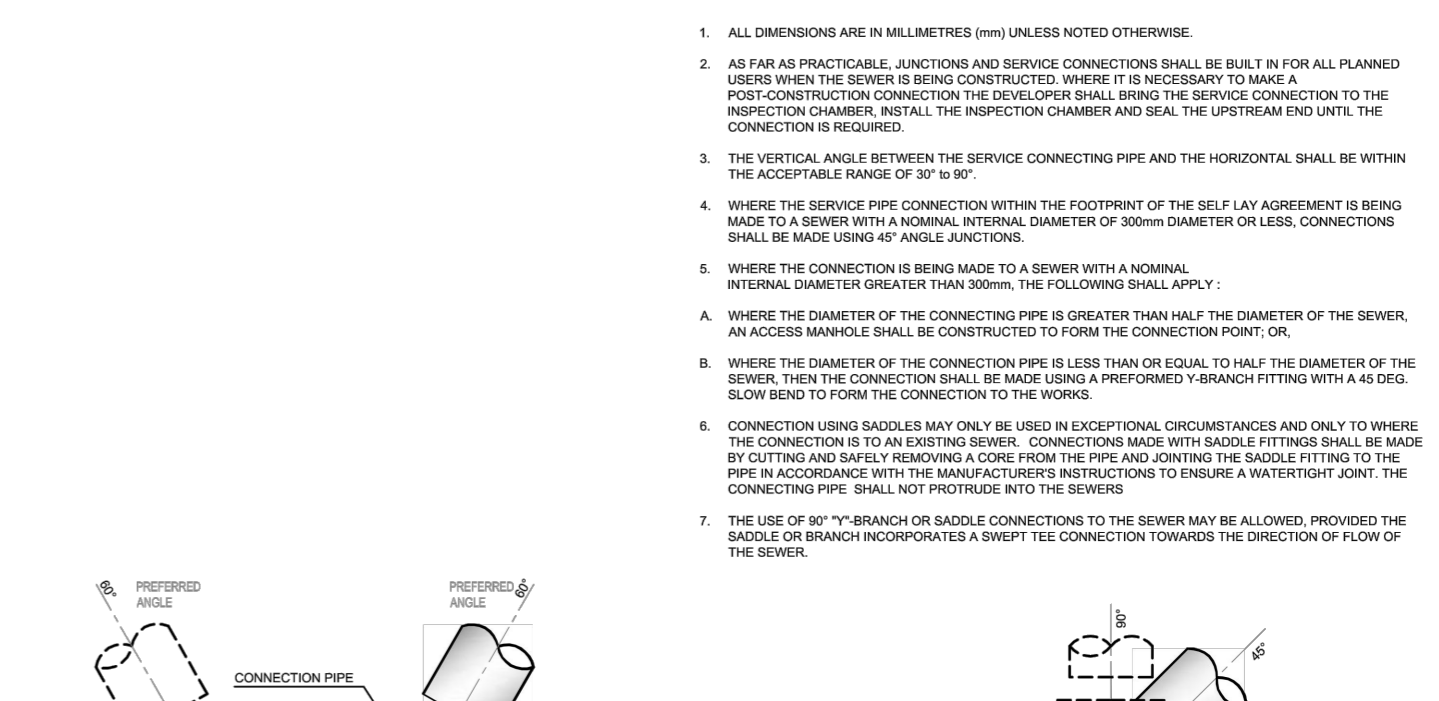 1. ALL DIMENSIONS ARE IN MILLIMETRES (mm) UNLESS NOTED OTHERWISE.
2. AS FAR AS PRACTICABLE, JUNCTIONS AND SERVICE CONNECTIONS SHALL BE BUILT IN FOR ALL PLANNED
USERS WHEN THE SEWER IS BEING CONSTRUCTED. WHERE IT IS NECESSARY TO MAKE A
POST-CONSTRUCTION CONNECTION THE DEVELOPER SHALL BRING THE SERVICE CONNECTION TO THE
INSPECTION CHAMBER, INSTALL THE INSPECTION CHAMBER AND SEAL THE UPSTREAM END UNTIL THE
CONNECTION IS REQUIRED.
3. THE VERTICAL ANGLE BETWEEN THE SERVICE CONNECTING PIPE AND THE HORIZONTAL SHALL BE WITHIN
THE ACCEPTABLE RANGE OF 30° to 90°.
4. WHERE THE SERVICE PIPE CONNECTION WITHIN THE FOOTPRINT OF THE SELF LAY AGREEMENT IS BEING
MADE TO A SEWER WITH A NOMINAL INTERNAL DIAMETER OF 300mm DIAMETER OR LESS, CONNECTIONS
SHALL BE MADE USING 45° ANGLE JUNCTIONS.
5. WHERE THE CONNECTION IS BEING MADE TO A SEWER WITH A NOMINAL
INTERNAL DIAMETER GREATER THAN 300mm, THE FOLLOWING SHALL APPLY :
A. WHERE THE DIAMETER OF THE CONNECTING PIPE IS GREATER THAN HALF THE DIAMETER OF THE SEWER,
AN ACCESS MANHOLE SHALL BE CONSTRUCTED TO FORM THE CONNECTION POINT; OR,
B. WHERE THE DIAMETER OF THE CONNECTION PIPE IS LESS THAN OR EQUAL TO HALF THE DIAMETER OF THE
SEWER, THEN THE CONNECTION SHALL BE MADE USING A PREFORMED Y-BRANCH FITTING WITH A 45 DEG.
SLOW BEND TO FORM THE CONNECTION TO THE WORKS.
6. CONNECTION USING SADDLES MAY ONLY BE USED IN EXCEPTIONAL CIRCUMSTANCES AND ONLY TO WHERE
THE CONNECTION IS TO AN EXISTING SEWER. CONNECTIONS MADE WITH SADDLE FITTINGS SHALL BE MADE
BY CUTTING AND SAFELY REMOVING A CORE FROM THE PIPE AND JOINTING THE SADDLE FITTING TO THE
PIPE IN ACCORDANCE WITH THE MANUFACTURER'S INSTRUCTIONS TO ENSURE A WATERTIGHT JOINT. THE
CONNECTING PIPE SHALL NOT PROTRUDE INTO THE SEWERS
7. THE USE OF 90° "Y"-BRANCH OR SADDLE CONNECTIONS TO THE SEWER MAY BE ALLOWED, PROVIDED THE
SADDLE OR BRANCH INCORPORATES A SWEPT TEE CONNECTION TOWARDS THE DIRECTION OF FLOW OF
THE SEWER.
60°
PREFERRED
ANGLE
PREFERRED
ANGLE
60°
CONNECTION PIPE
90°
45°